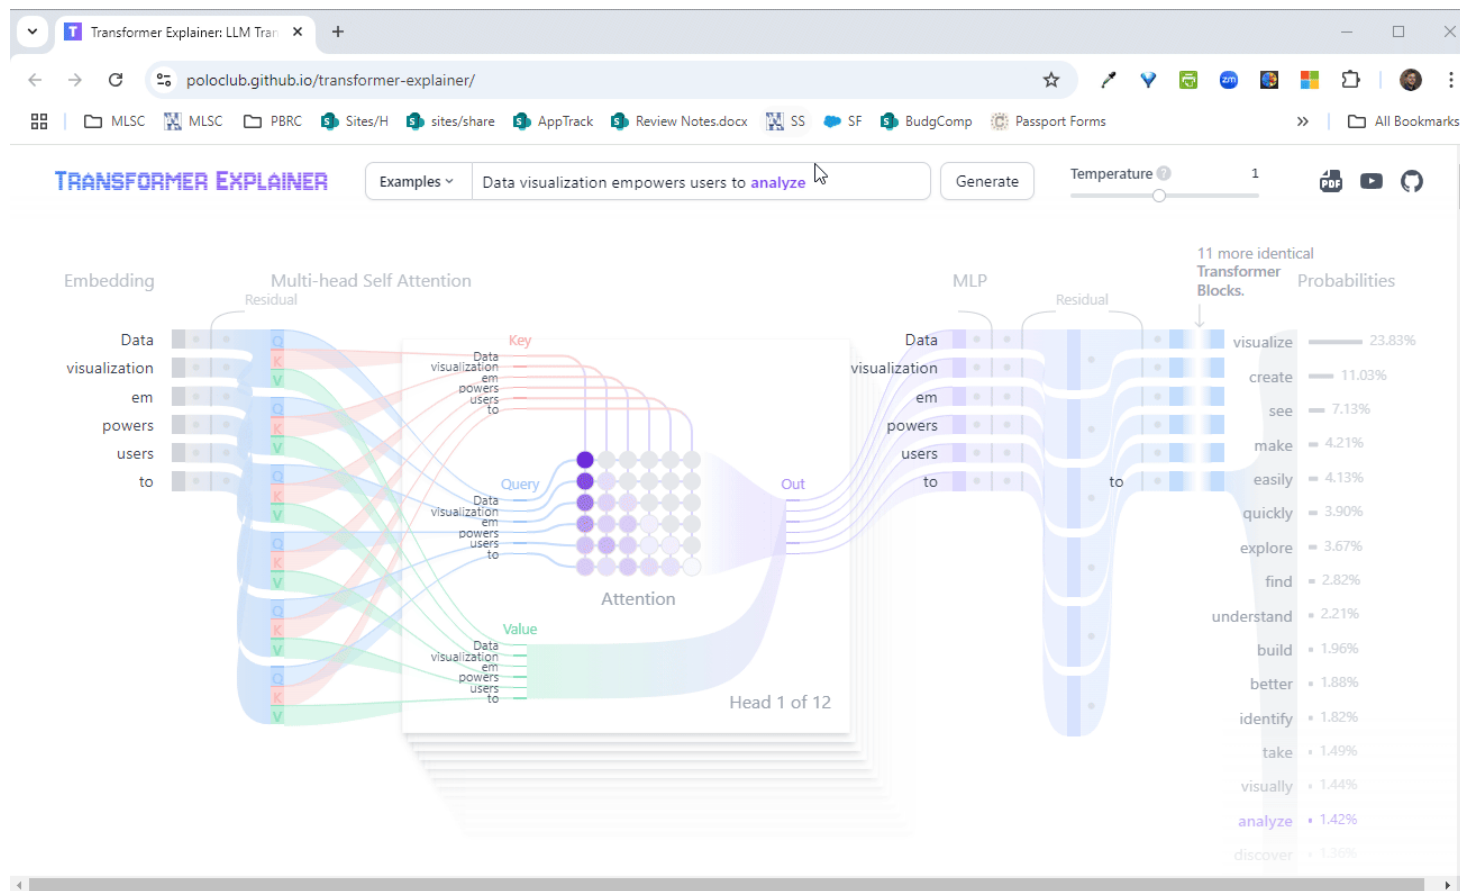 Transformer Explainer: LLM Tran
poloclub.github.io/transformer-explainer/
zm
MLSC MLSC PBRC Sites/H sites/share AppTrack Review Notes.docx SS SF BudgComp Passport Forms » All Bookmarks
TRANSFORMER EXPLAINER Examples Data visualization empowers users to analyze Generate Temperature ? 1 PDF
11 more identical
Transformer
Blocks.
Embedding Multi-head Self Attention MLP Probabilities
Residual Residual
Data
visualization
em
powers
users
to
Q
K
V
Q
K
V
Q
K
V
Q
K
V
Q
K
V
Q
K
V
Key
Data
visualization
em
powers
users
to
Query
Data
visualization
em
powers
users
to
Attention
Value
Data
visualization
em
powers
users
to
Out
Head 1 of 12
Data
visualization
em
powers
users
to
to
visualize 23.83%
create 11.03%
see 7.13%
make 4.21%
easily 4.13%
quickly 3.90%
explore 3.67%
find 2.82%
understand 2.21%
build 1.96%
better 1.88%
identify 1.82%
take 1.49%
visually 1.44%
analyze 1.42%
discover 1.36%